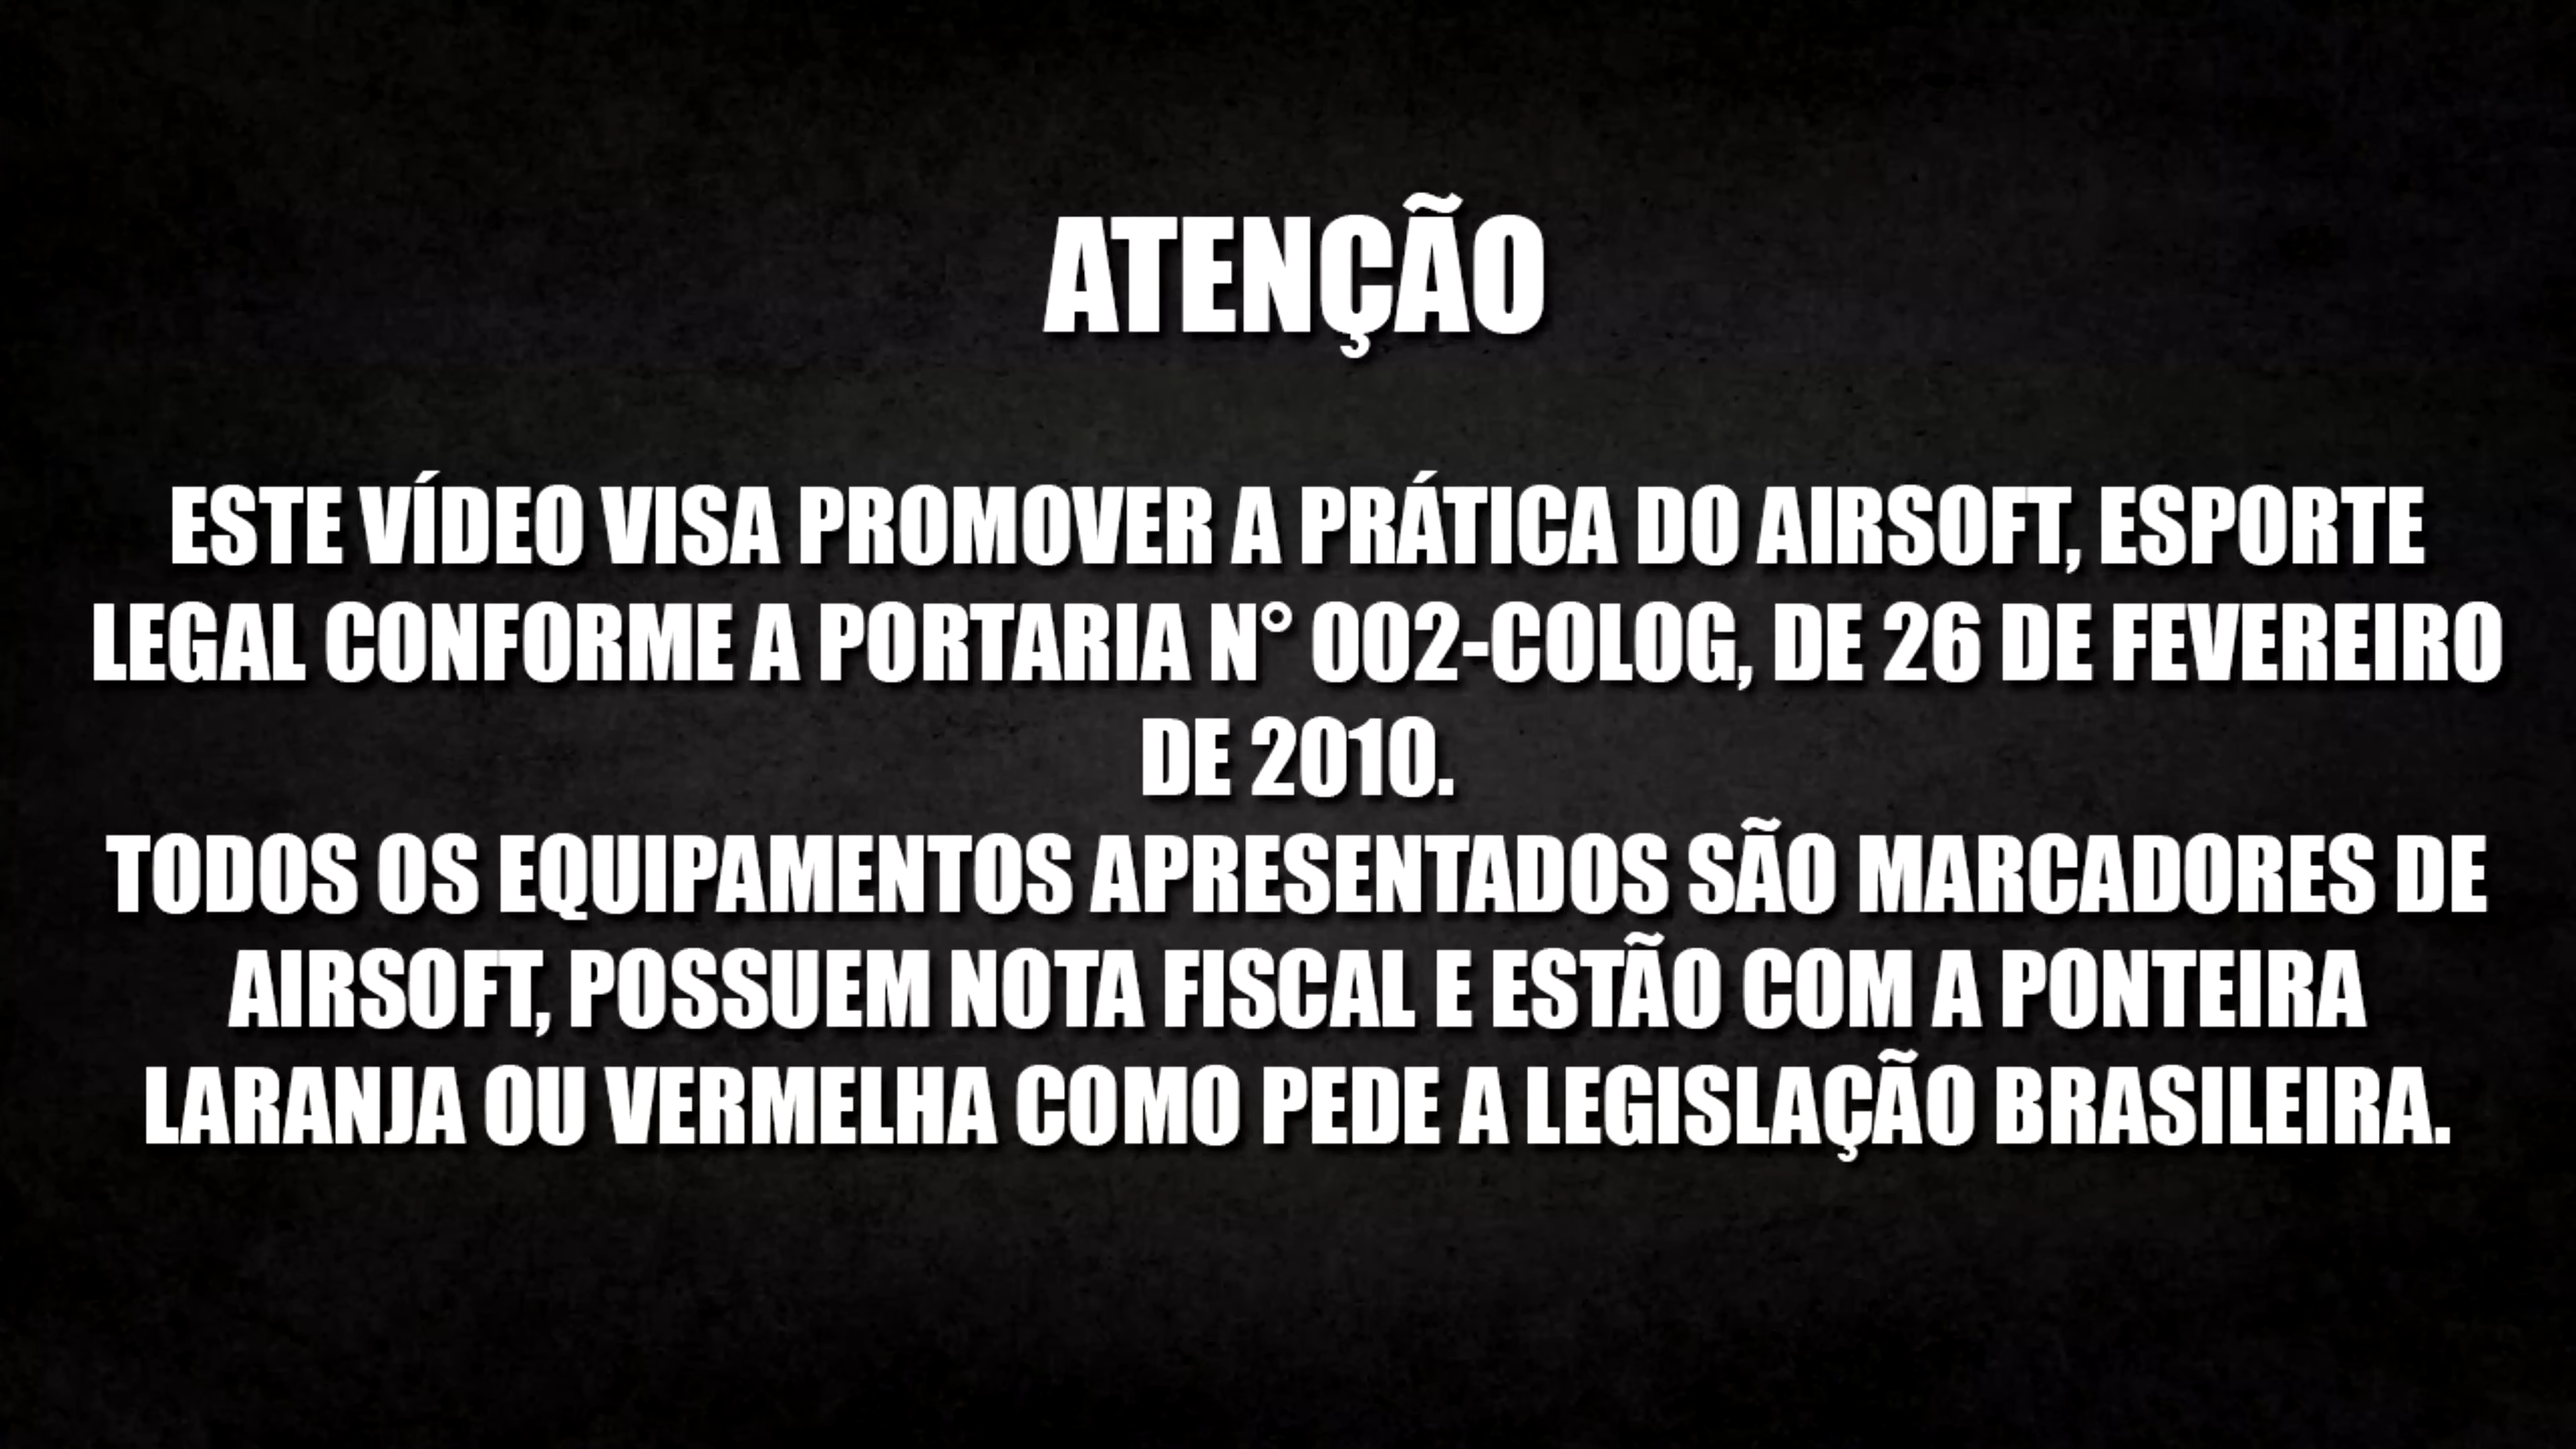 ATENÇÃO
ESTE VÍDEO VISA PROMOVER A PRÁTICA DO AIRSOFT, ESPORTE
LEGAL CONFORME A PORTARIA N° 002-COLOG, DE 26 DE FEVEREIRO
DE 2010.
TODOS OS EQUIPAMENTOS APRESENTADOS SÃO MARCADORES DE
AIRSOFT, POSSUEM NOTA FISCAL E ESTÃO COM A PONTEIRA
LARANJA OU VERMELHA COMO PEDE A LEGISLAÇÃO BRASILEIRA.